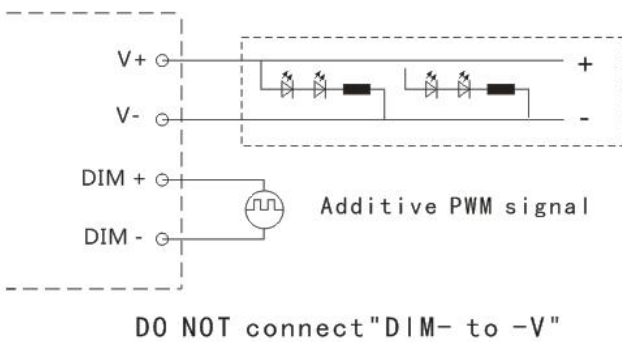 V+
+
V-
-
DIM +
Additive PWM signal
DIM -
DO NOT connect"DIM- to -V"